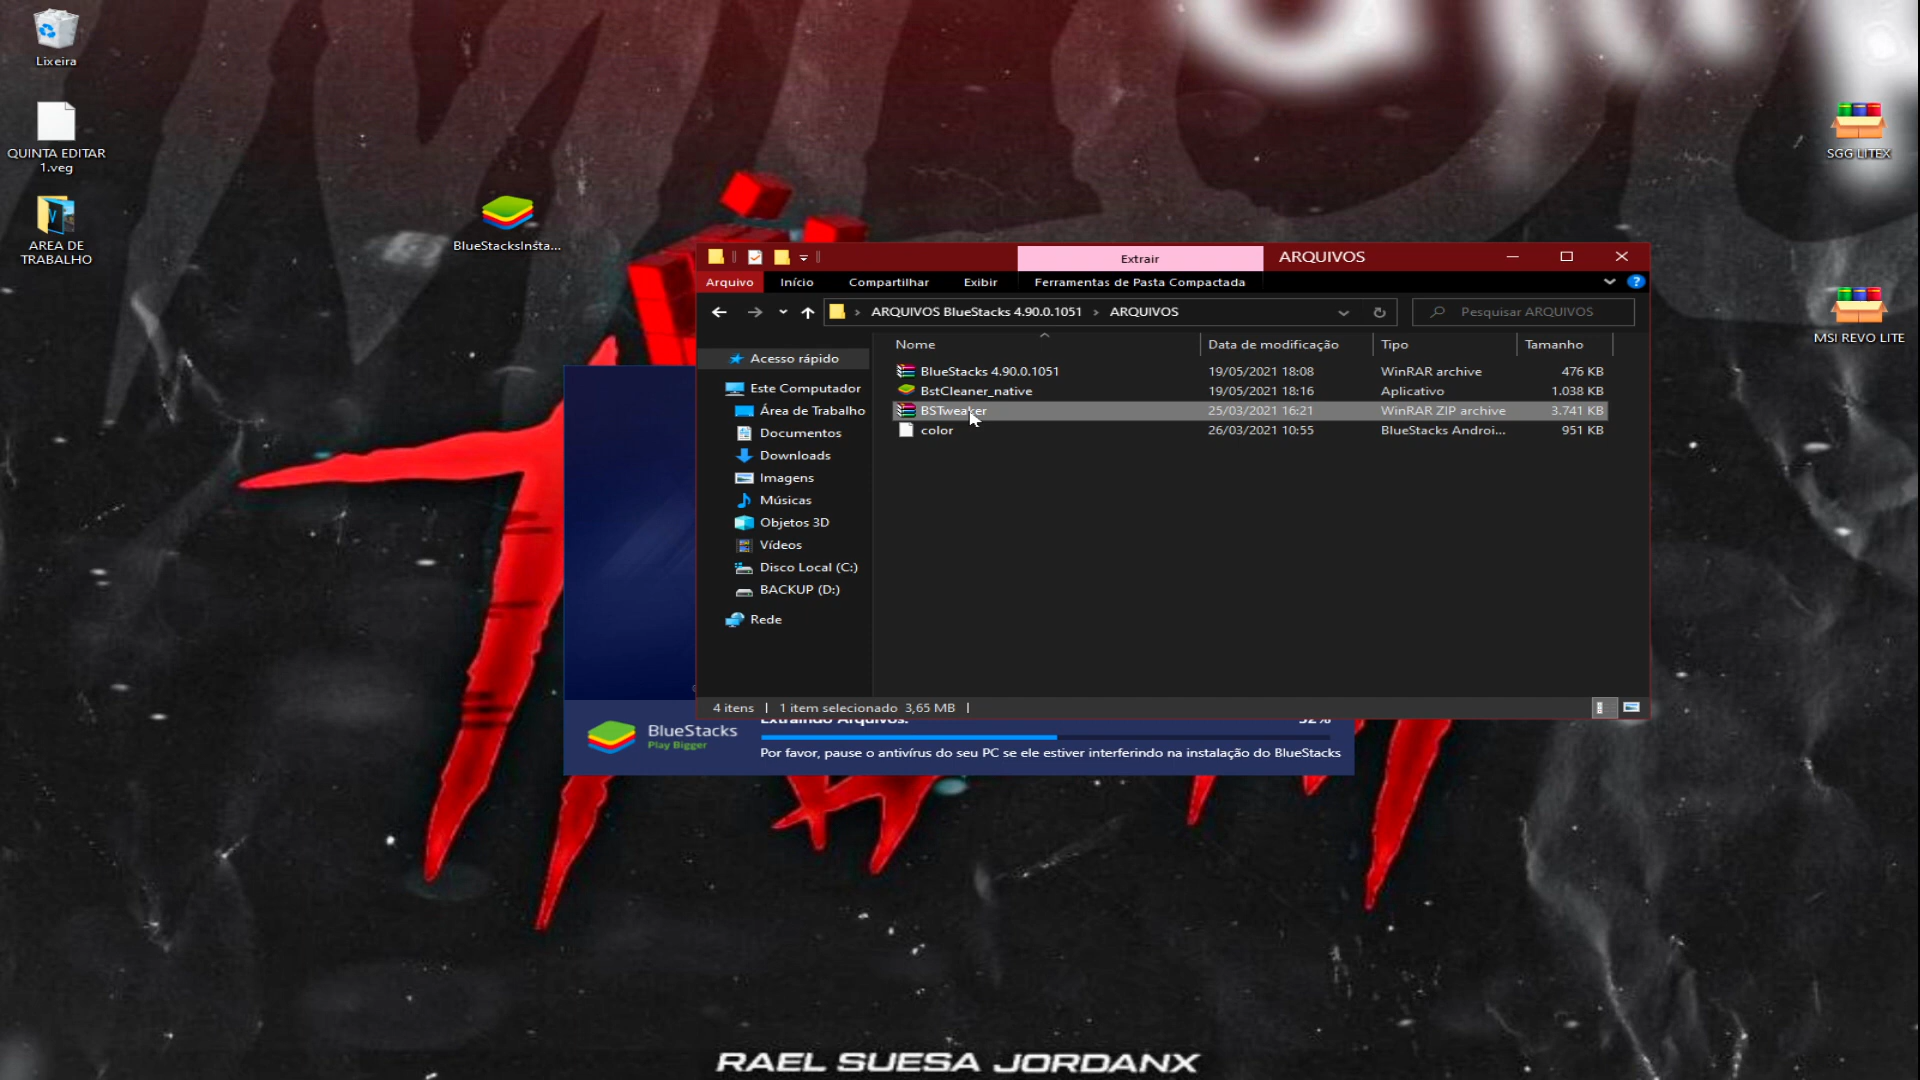 Lixeira
QUINTA EDITAR
1.veg
AREA DE
TRABALHO
BlueStacksInsta...
SGG LITEX
MSI REVO LITE
Extrair
ARQUIVOS
Arquivo
Início
Compartilhar
Exibir
Ferramentas de Pasta Compactada
ARQUIVOS BlueStacks 4.90.0.1051 > ARQUIVOS
Pesquisar ARQUIVOS
Nome
Data de modificação
Tipo
Tamanho
BlueStacks 4.90.0.1051 19/05/2021 18:08 WinRAR archive 476 KB
BstCleaner_native 19/05/2021 18:16 Aplicativo 1.038 KB
BSTweaker 25/03/2021 16:21 WinRAR ZIP archive 3.741 KB
color 26/03/2021 10:55 BlueStacks Androi... 951 KB
Acesso rápido
Este Computador
Área de Trabalho
Documentos
Downloads
Imagens
Músicas
Objetos 3D
Vídeos
Disco Local (C:)
BACKUP (D:)
Rede
4 itens | 1 item selecionado 3,65 MB |
BlueStacks
Play Bigger
Extraindo Arquivos.
52%
Por favor, pause o antivírus do seu PC se ele estiver interferindo na instalação do BlueStacks
RAEL SUESA JORDANX